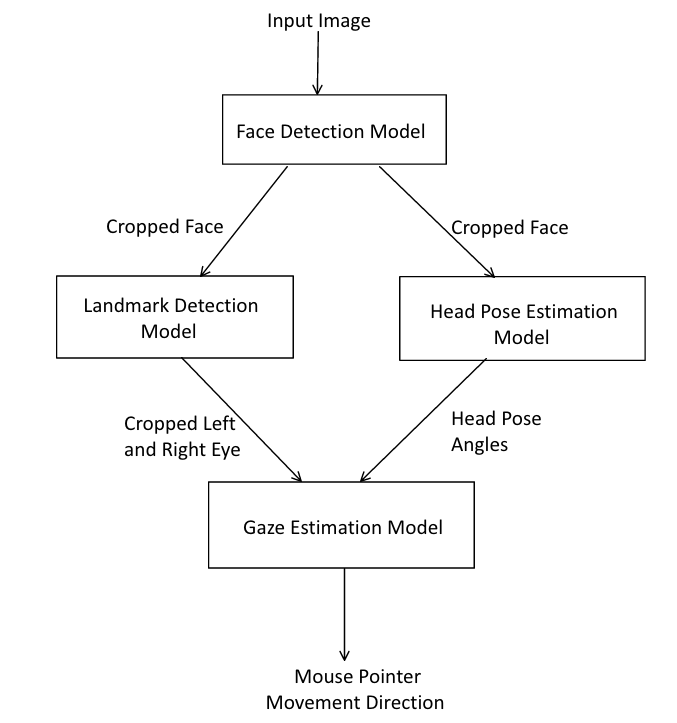 Input Image
Face Detection Model
Cropped Face
Cropped Face
Landmark Detection
Model
Head Pose Estimation
Model
Cropped Left
and Right Eye
Head Pose
Angles
Gaze Estimation Model
Mouse Pointer
Movement Direction